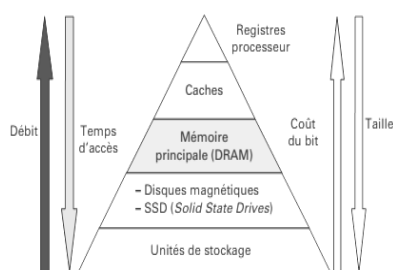 Registres
processeur
Caches
Débit
Temps
d'accès
Mémoire
principale (DRAM)
Coût
du bit
Taille
– Disques magnétiques
– SSD (Solid State Drives)
Unités de stockage